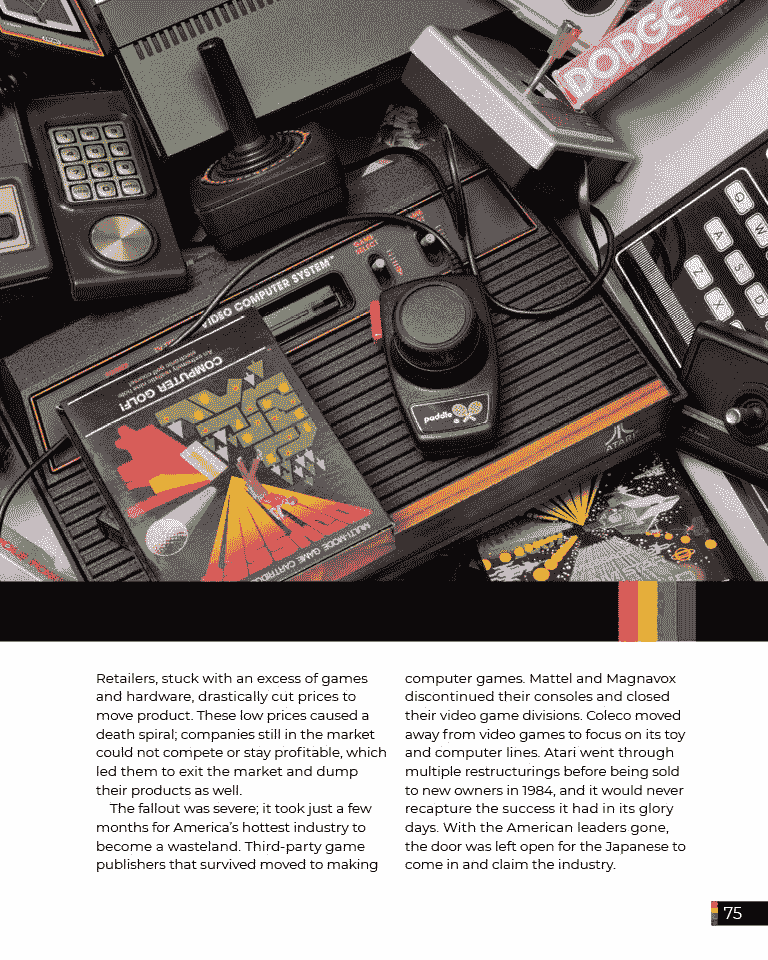 DODGE
Q
W
A
S
D
Z
X
GAME
SELECT
VIDEO COMPUTER SYSTEM™
COMPUTER GOLF!
An extremely realistic nine hole
electronic golf course!
paddle
ATARI
MULTI-MODE GAME CARTRIDGE
Retailers, stuck with an excess of games
and hardware, drastically cut prices to
move product. These low prices caused a
death spiral; companies still in the market
could not compete or stay profitable, which
led them to exit the market and dump
their products as well.
The fallout was severe; it took just a few
months for America’s hottest industry to
become a wasteland. Third-party game
publishers that survived moved to making
computer games. Mattel and Magnavox
discontinued their consoles and closed
their video game divisions. Coleco moved
away from video games to focus on its toy
and computer lines. Atari went through
multiple restructurings before being sold
to new owners in 1984, and it would never
recapture the success it had in its glory
days. With the American leaders gone,
the door was left open for the Japanese to
come in and claim the industry.
75